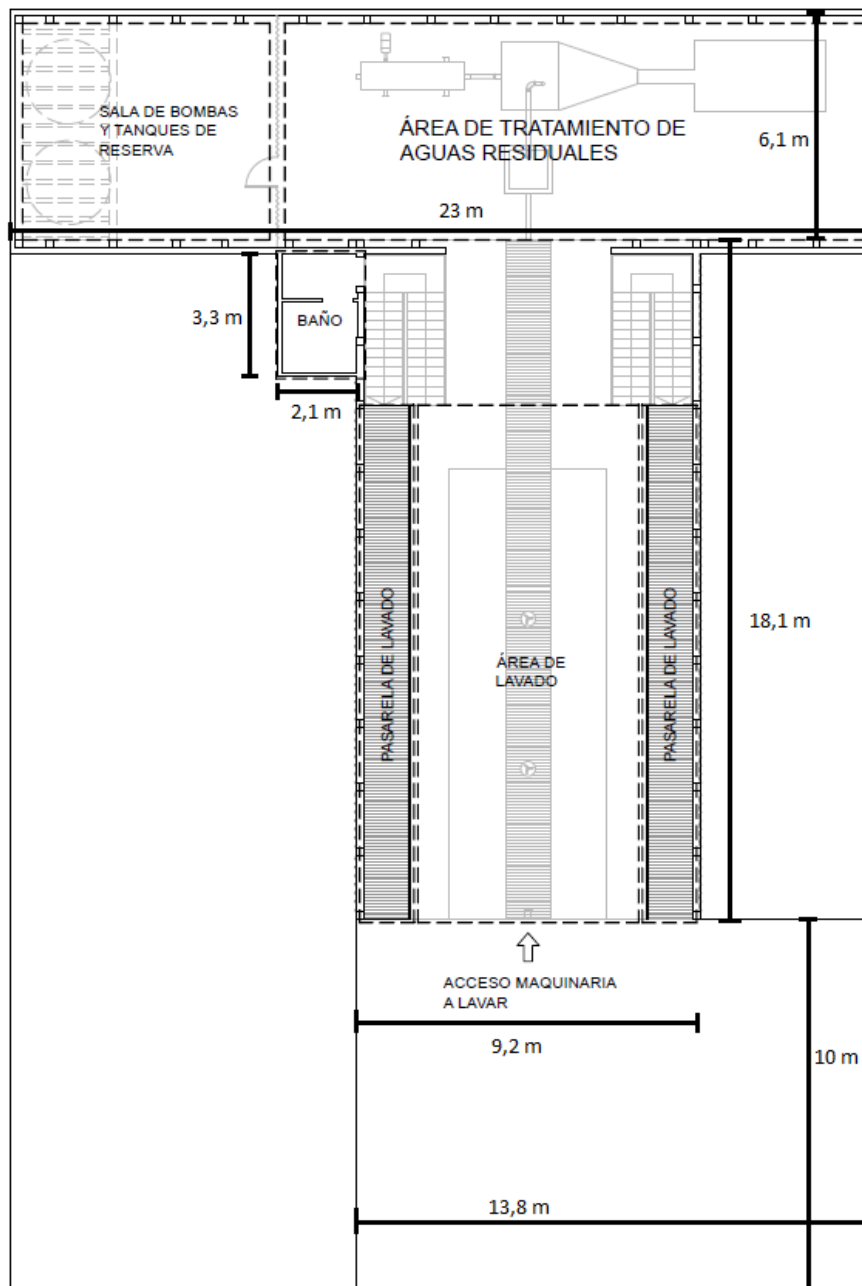 SALA DE BOMBAS
Y TANQUES DE
RESERVA
ÁREA DE TRATAMIENTO DE
AGUAS RESIDUALES
6,1 m
23 m
3,3 m
BAÑO
2,1 m
PASARELA DE LAVADO
ÁREA DE
LAVADO
PASARELA DE LAVADO
18,1 m
ACCESO MAQUINARIA
A LAVAR
9,2 m
10 m
13,8 m